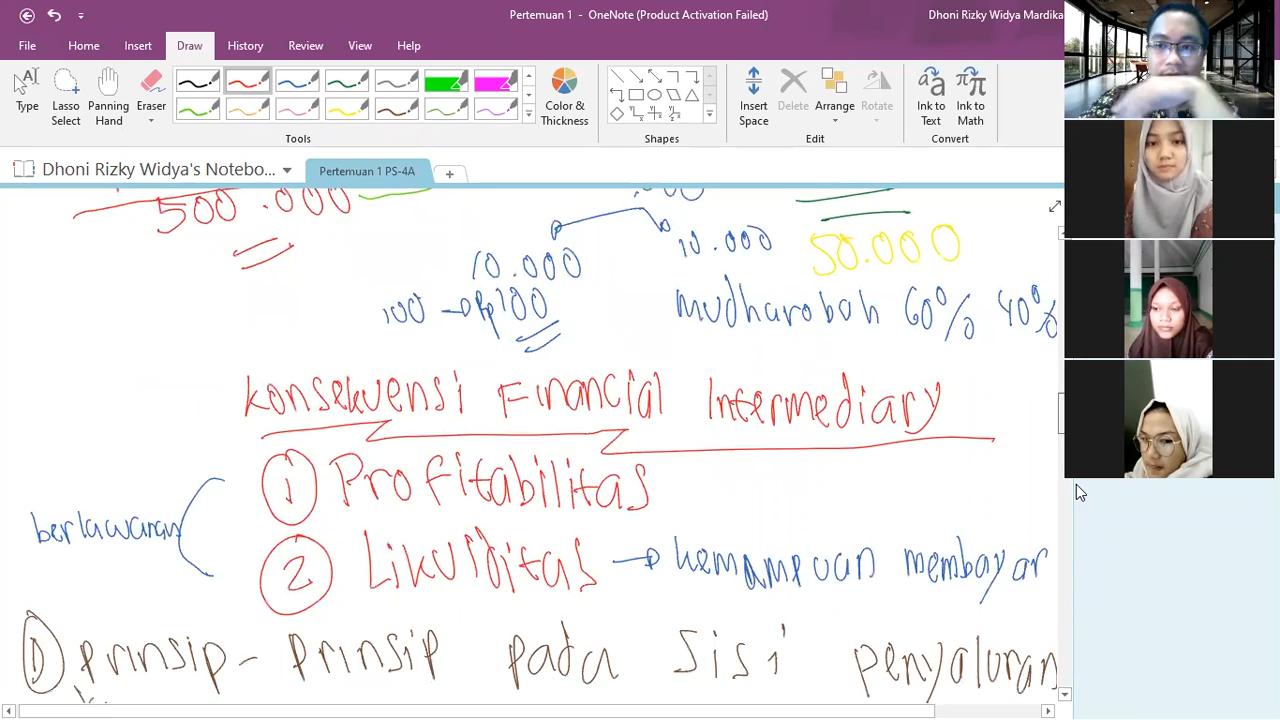 Pertemuan 1 - OneNote (Product Activation Failed)
Dhoni Rizky Widya Mardika
File Home Insert Draw History Review View Help
Type Lasso Select Panning Hand Eraser Color & Thickness Insert Space Delete Arrange Rotate Ink to Text Ink to Math
Tools Shapes Edit Convert
Dhoni Rizky Widya's Notebo... Pertemuan 1 PS-4A
500.000
10.000
10.000
50.000
100 → Rp100
mudharobah 60% 40%
Konsekuensi Financial Intermediary
1 Profitabilitas
berlawanan
2 Likuiditas → kemampuan membayar
1) prinsip-prinsip pada sisi penyaluran